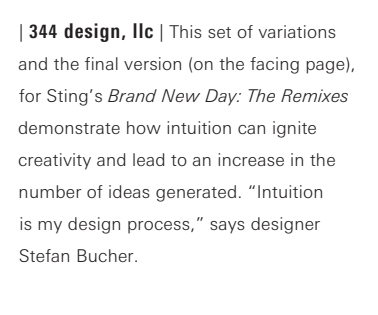 | 344 design, llc | This set of variations
and the final version (on the facing page),
for Sting’s Brand New Day: The Remixes
demonstrate how intuition can ignite
creativity and lead to an increase in the
number of ideas generated. “Intuition
is my design process,” says designer
Stefan Bucher.